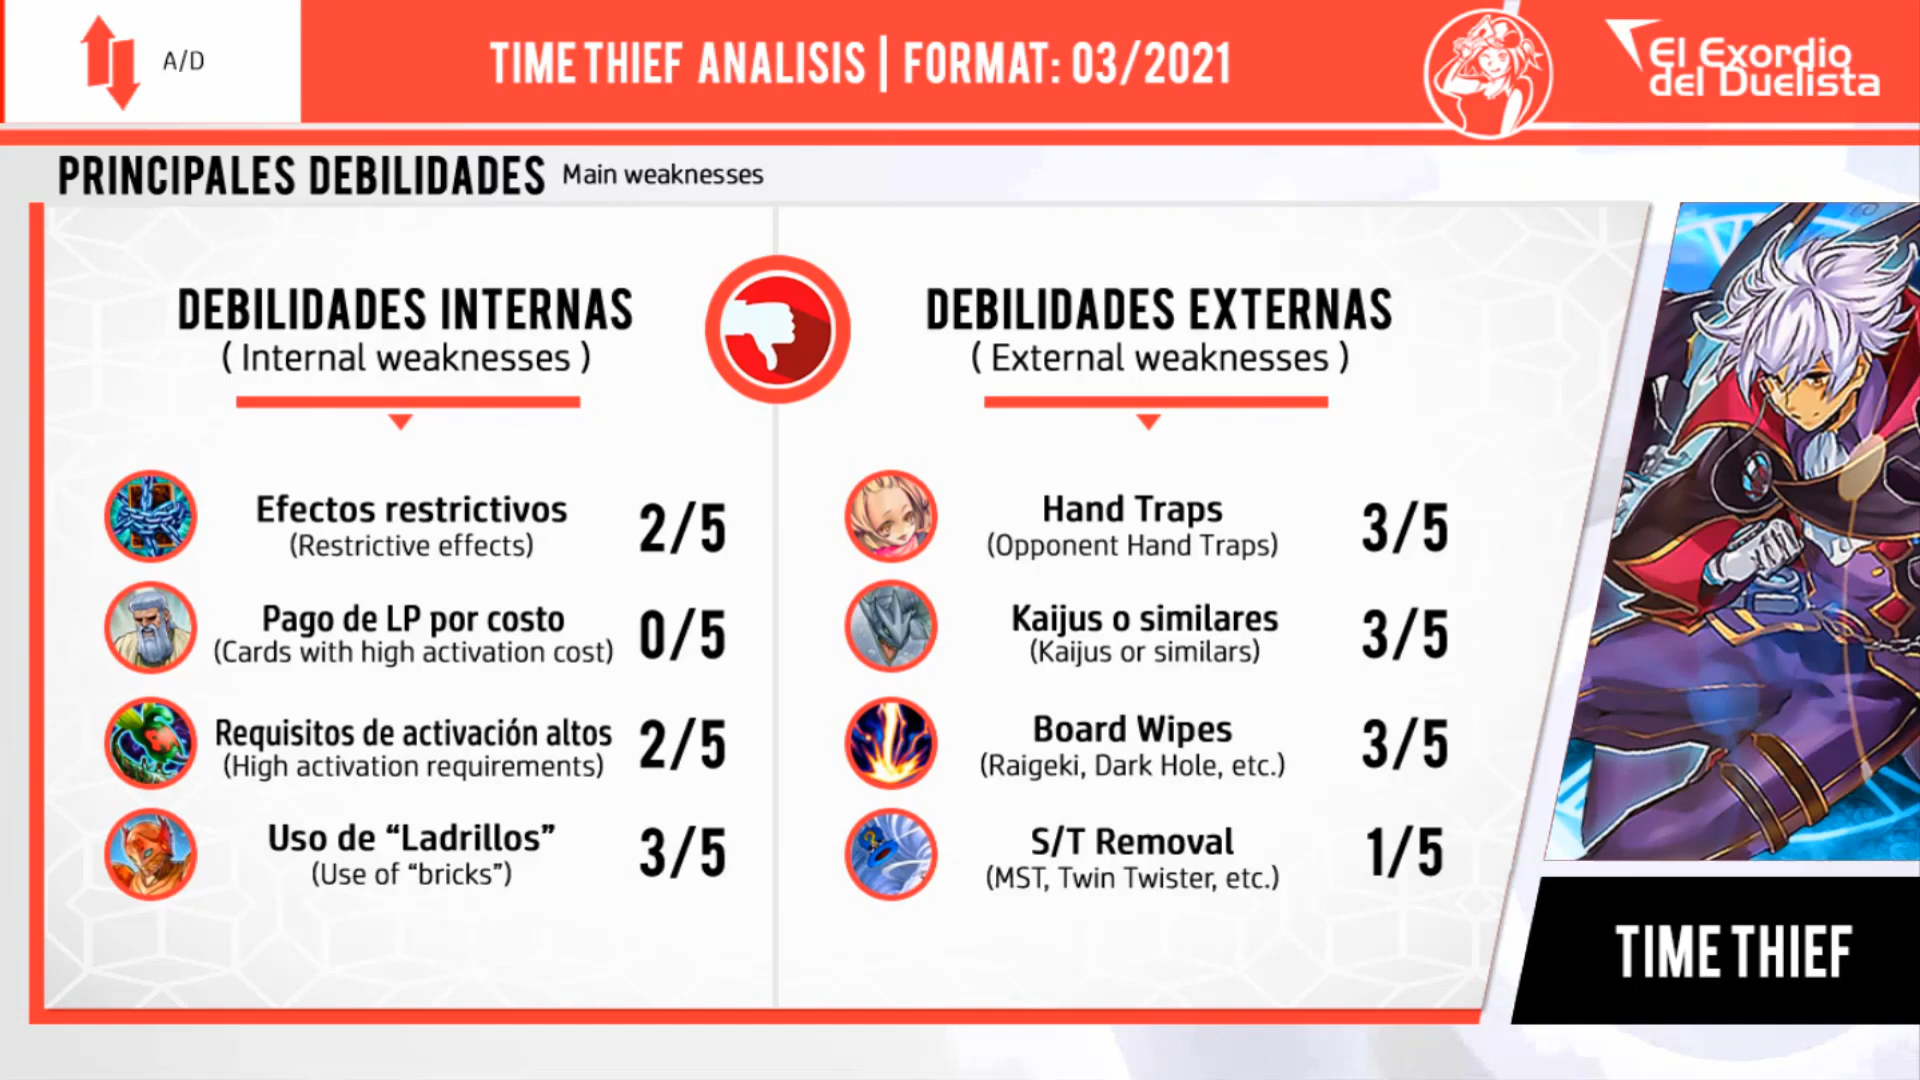 A/D
TIME THIEF ANALISIS | FORMAT: 03/2021
El Exordio
del Duelista
PRINCIPALES DEBILIDADES Main weaknesses
DEBILIDADES INTERNAS
( Internal weaknesses )
Efectos restrictivos 2/5
(Restrictive effects)
Pago de LP por costo 0/5
(Cards with high activation cost)
Requisitos de activación altos 2/5
(High activation requirements)
Uso de “Ladrillos” 3/5
(Use of “bricks”)
DEBILIDADES EXTERNAS
( External weaknesses )
Hand Traps 3/5
(Opponent Hand Traps)
Kaijus o similares 3/5
(Kaijus or similars)
Board Wipes 3/5
(Raigeki, Dark Hole, etc.)
S/T Removal 1/5
(MST, Twin Twister, etc.)
TIME THIEF